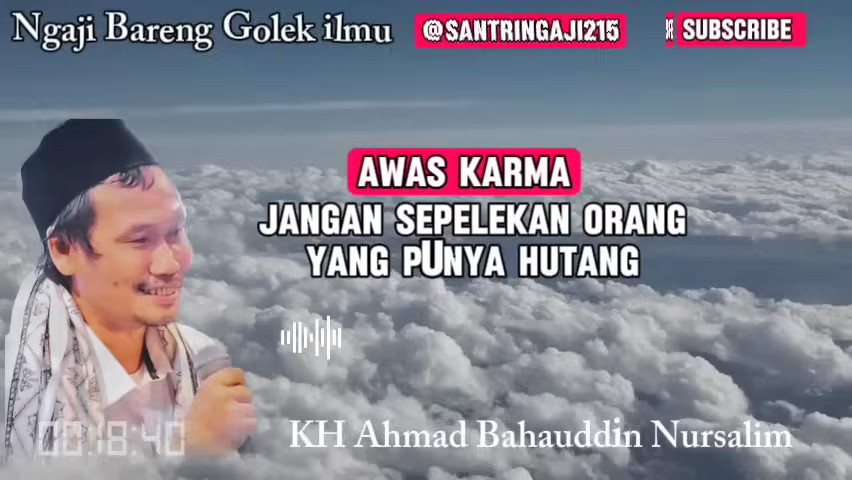 Ngaji Bareng Golek ilmu
@SANTRINGAJI215
SUBSCRIBE
AWAS KARMA
JANGAN SEPELEKAN ORANG
YANG PUNYA HUTANG
00:18:40
KH Ahmad Bahauddin Nursalim